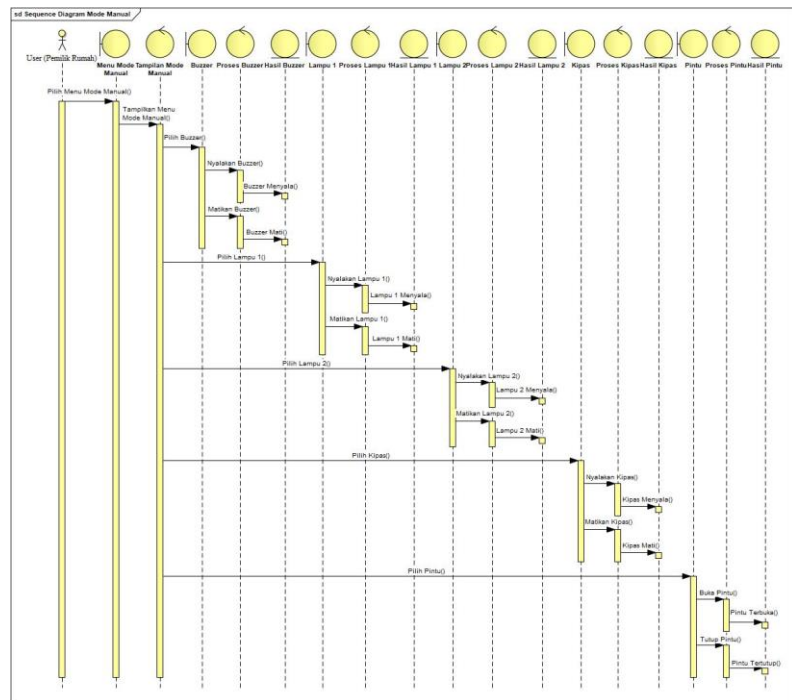 sd Sequence Diagram Mode Manual
User (Pemilik Rumah)
Menu Mode
Manual
Tampilan Mode
Manual
Buzzer
Proses Buzzer
Hasil Buzzer
Lampu 1
Proses Lampu 1
Hasil Lampu 1
Lampu 2
Proses Lampu 2
Hasil Lampu 2
Kipas
Proses Kipas
Hasil Kipas
Pintu
Proses Pintu
Hasil Pintu
Pilih Menu Mode Manual()
Tampilkan Menu
Mode Manual()
Pilih Buzzer()
Nyalakan Buzzer()
Buzzer Menyala()
Matikan Buzzer()
Buzzer Mati()
Pilih Lampu 1()
Nyalakan Lampu 1()
Lampu 1 Menyala()
Matikan Lampu 1()
Lampu 1 Mati()
Pilih Lampu 2()
Nyalakan Lampu 2()
Lampu 2 Menyala()
Matikan Lampu 2()
Lampu 2 Mati()
Pilih Kipas()
Nyalakan Kipas()
Kipas Menyala()
Matikan Kipas()
Kipas Mati()
Pilih Pintu()
Buka Pintu()
Pintu Terbuka()
Tutup Pintu()
Pintu Tertutup()